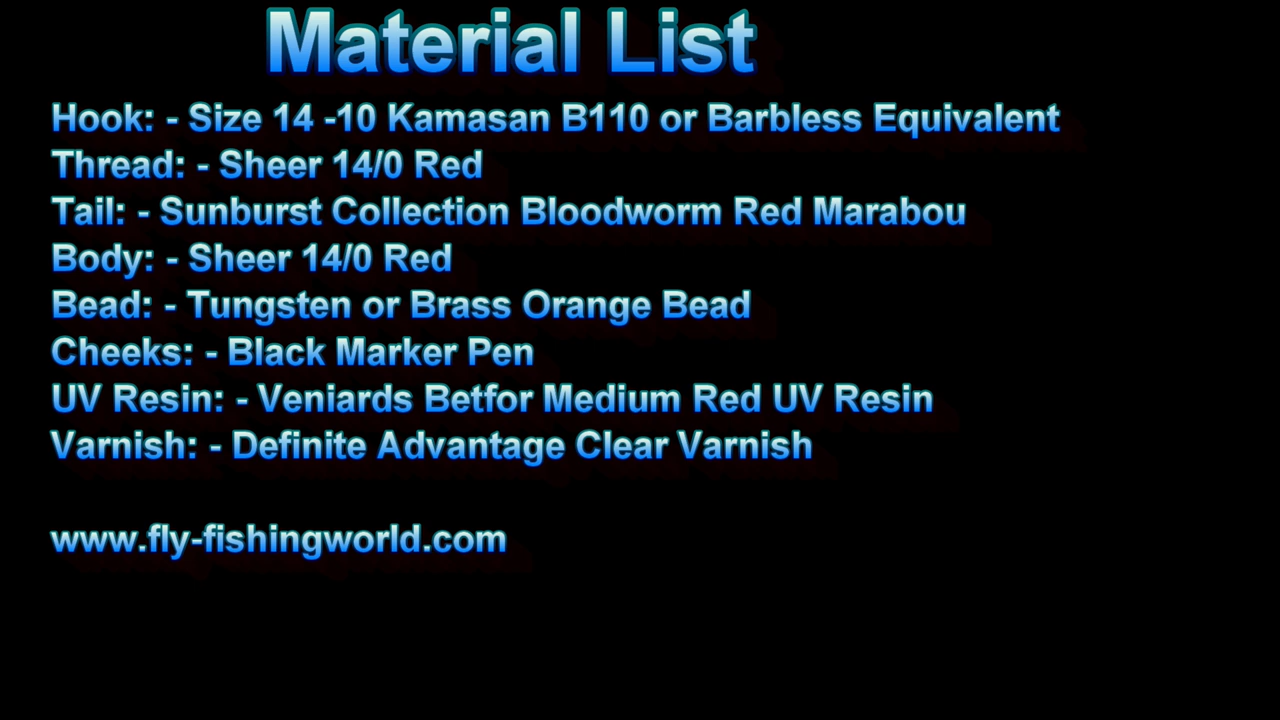 Material List
Hook: - Size 14 -10 Kamasan B110 or Barbless Equivalent
Thread: - Sheer 14/0 Red
Tail: - Sunburst Collection Bloodworm Red Marabou
Body: - Sheer 14/0 Red
Bead: - Tungsten or Brass Orange Bead
Cheeks: - Black Marker Pen
UV Resin: - Veniards Betfor Medium Red UV Resin
Varnish: - Definite Advantage Clear Varnish
www.fly-fishingworld.com